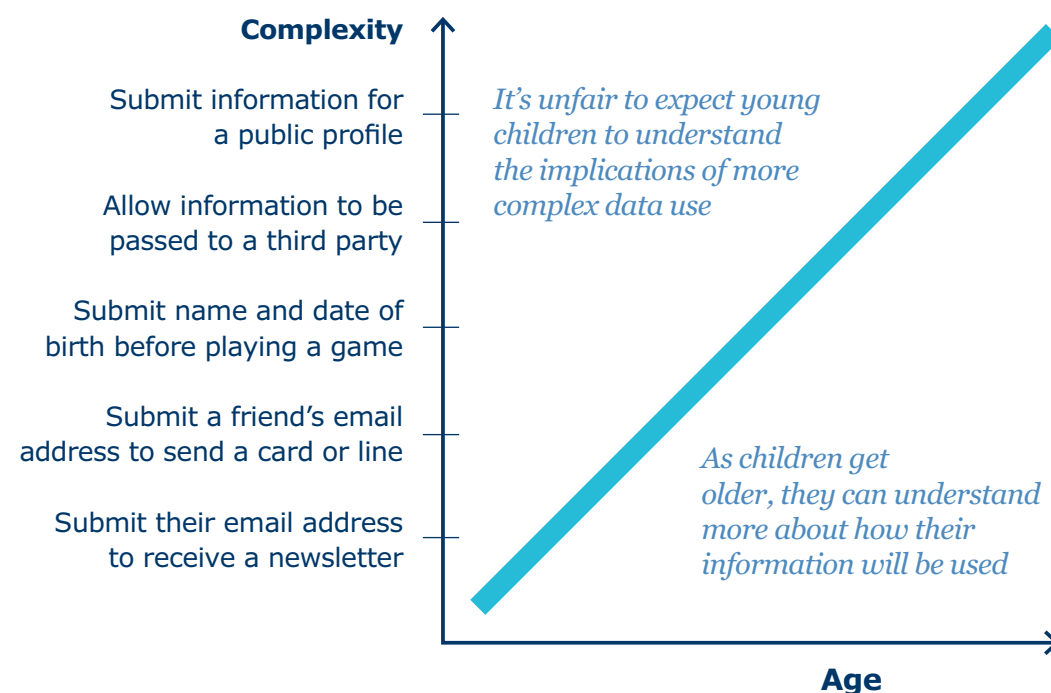 Complexity
Submit information for
a public profile
Allow information to be
passed to a third party
Submit name and date of
birth before playing a game
Submit a friend’s email
address to send a card or line
Submit their email address
to receive a newsletter
It’s unfair to expect young
children to understand
the implications of more
complex data use
As children get
older, they can understand
more about how their
information will be used
Age